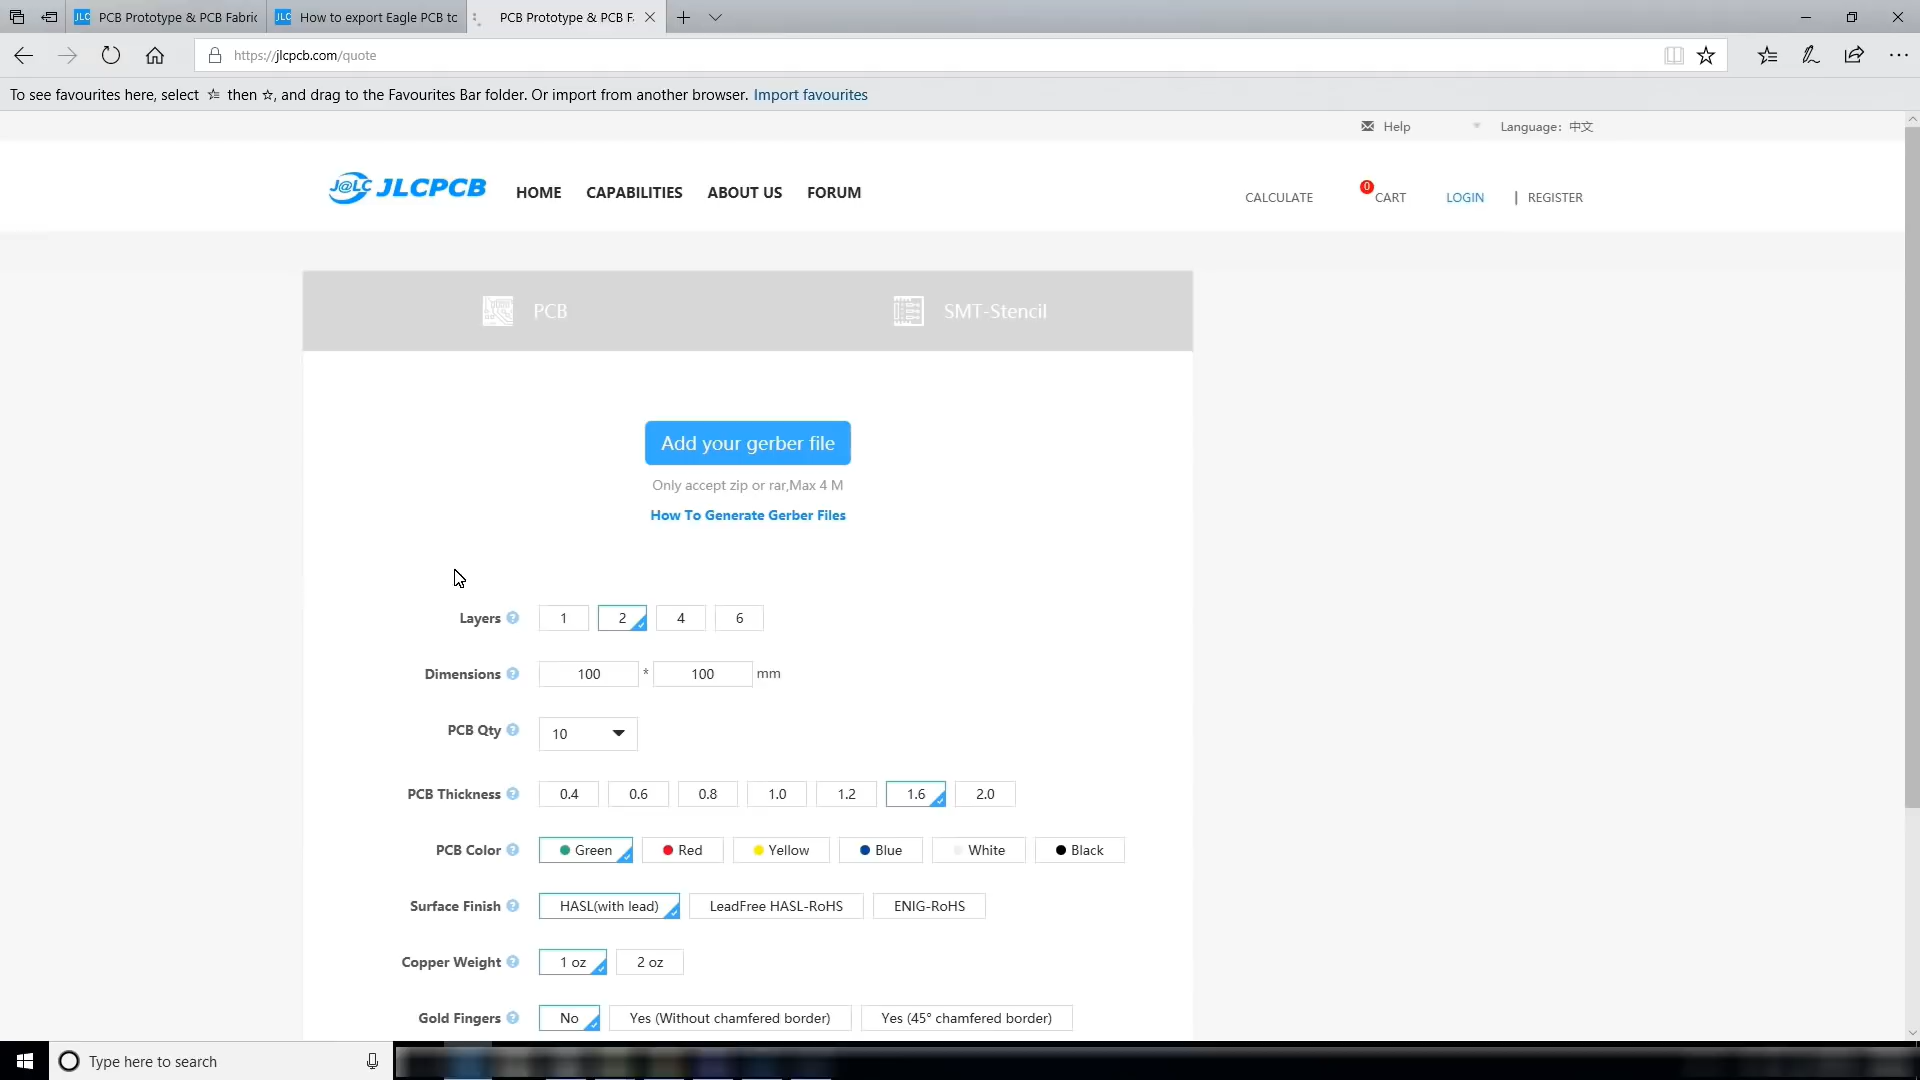 PCB Prototype & PCB Fabric
How to export Eagle PCB to
PCB Prototype & PCB F
https://jlcpcb.com/quote
To see favourites here, select ☆ then ☆, and drag to the Favourites Bar folder. Or import from another browser. Import favourites
Help
Language: 中文
J@LC JLCPCB
HOME CAPABILITIES ABOUT US FORUM
CALCULATE 0 CART LOGIN | REGISTER
PCB
SMT-Stencil
Add your gerber file
Only accept zip or rar,Max 4 M
How To Generate Gerber Files
Layers ? 1 2 4 6
Dimensions ? 100 * 100 mm
PCB Qty ? 10
PCB Thickness ? 0.4 0.6 0.8 1.0 1.2 1.6 2.0
PCB Color ? Green Red Yellow Blue White Black
Surface Finish ? HASL(with lead) LeadFree HASL-RoHS ENIG-RoHS
Copper Weight ? 1 oz 2 oz
Gold Fingers ? No Yes (Without chamfered border) Yes (45° chamfered border)
Type here to search